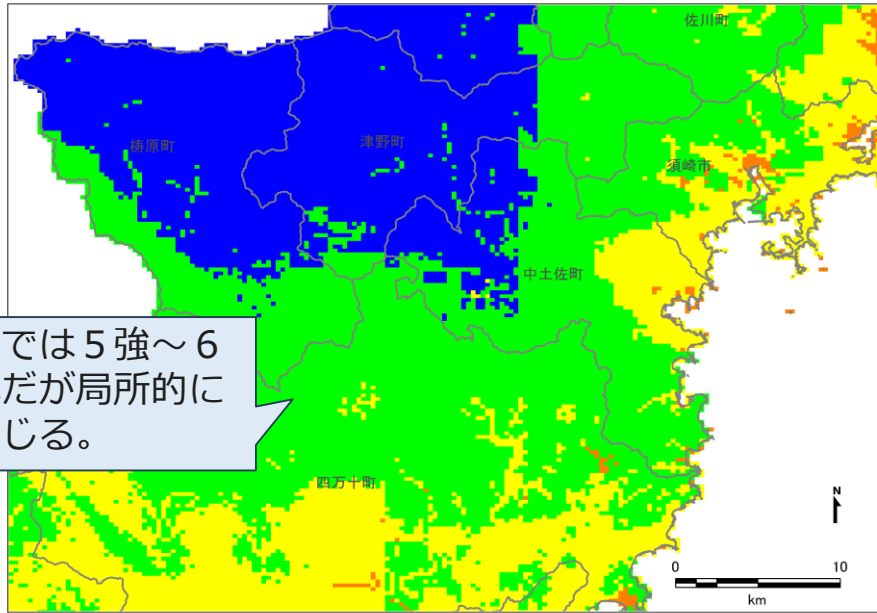 佐川町
梼原町
津野町
須崎市
中土佐町
では５強～６
だが局所的に
じる。
四万十町
N
0 10
km